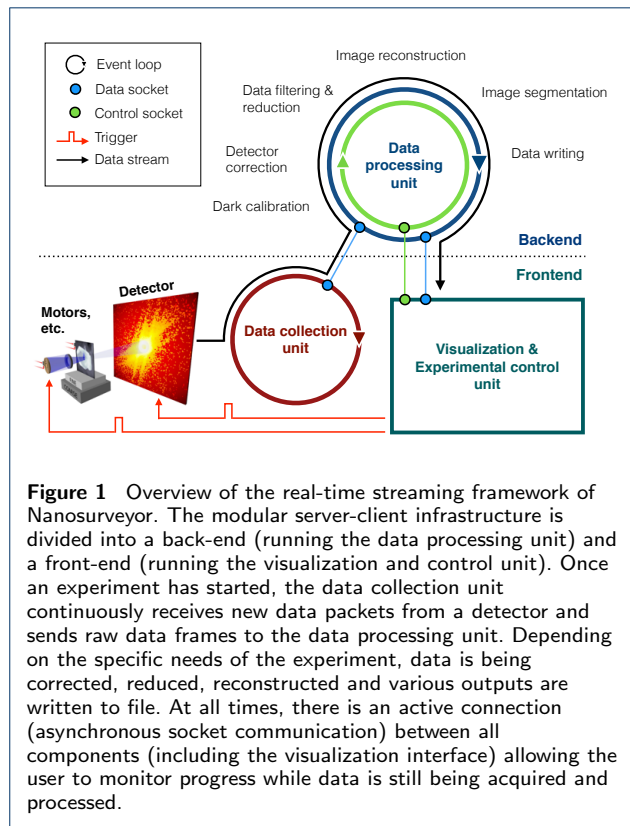 Event loop
Data socket
Control socket
Trigger
Data stream
Image reconstruction
Data filtering &
reduction
Image segmentation
Detector
correction
Data
processing
unit
Data writing
Dark calibration
Backend
Frontend
Motors,
etc.
Detector
Data collection
unit
Visualization &
Experimental control
unit
Figure 1 Overview of the real-time streaming framework of
Nanosurveyor. The modular server-client infrastructure is
divided into a back-end (running the data processing unit) and
a front-end (running the visualization and control unit). Once
an experiment has started, the data collection unit
continuously receives new data packets from a detector and
sends raw data frames to the data processing unit. Depending
on the specific needs of the experiment, data is being
corrected, reduced, reconstructed and various outputs are
written to file. At all times, there is an active connection
(asynchronous socket communication) between all
components (including the visualization interface) allowing the
user to monitor progress while data is still being acquired and
processed.